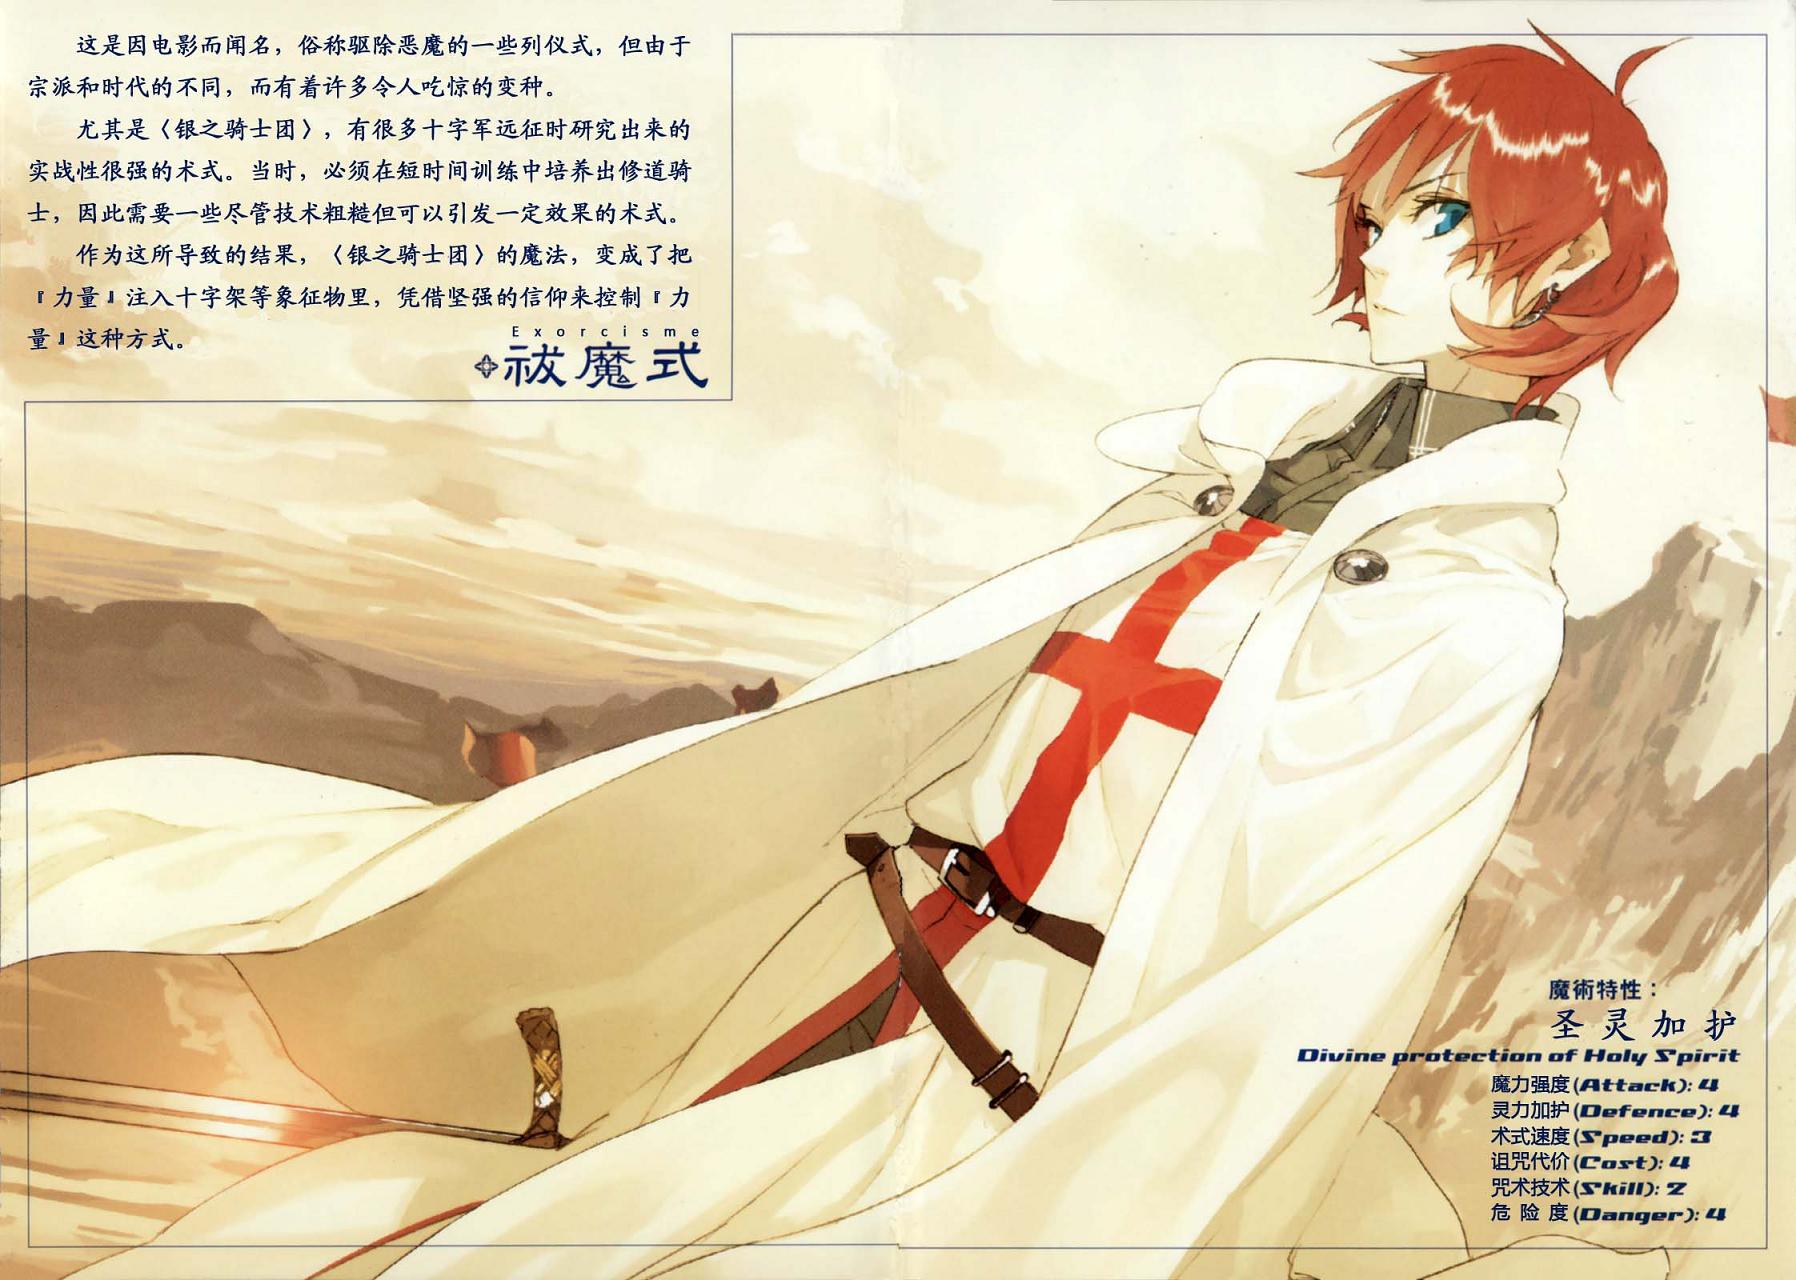 这是因电影而闻名，俗称驱除恶魔的一些列仪式，但由于
宗派和时代的不同，而有着许多令人吃惊的变种。
尤其是〈银之骑士团〉，有很多十字军远征时研究出来的
实战性很强的术式。当时，必须在短时间训练中培养出修道骑
士，因此需要一些尽管技术粗糙但可以引发一定效果的术式。
作为这所导致的结果，〈银之骑士团〉的魔法，变成了把
『力量』注入十字架等象征物里，凭借坚强的信仰来控制『力
量』这种方式。
Exorcisme
祓魔式
魔術特性：
圣灵加护
Divine protection of Holy Spirit
魔力强度(Attack): 4
灵力加护(Defence): 4
术式速度(Speed): 3
诅咒代价(Cost): 4
咒术技术(Skill): 2
危险度(Danger): 4